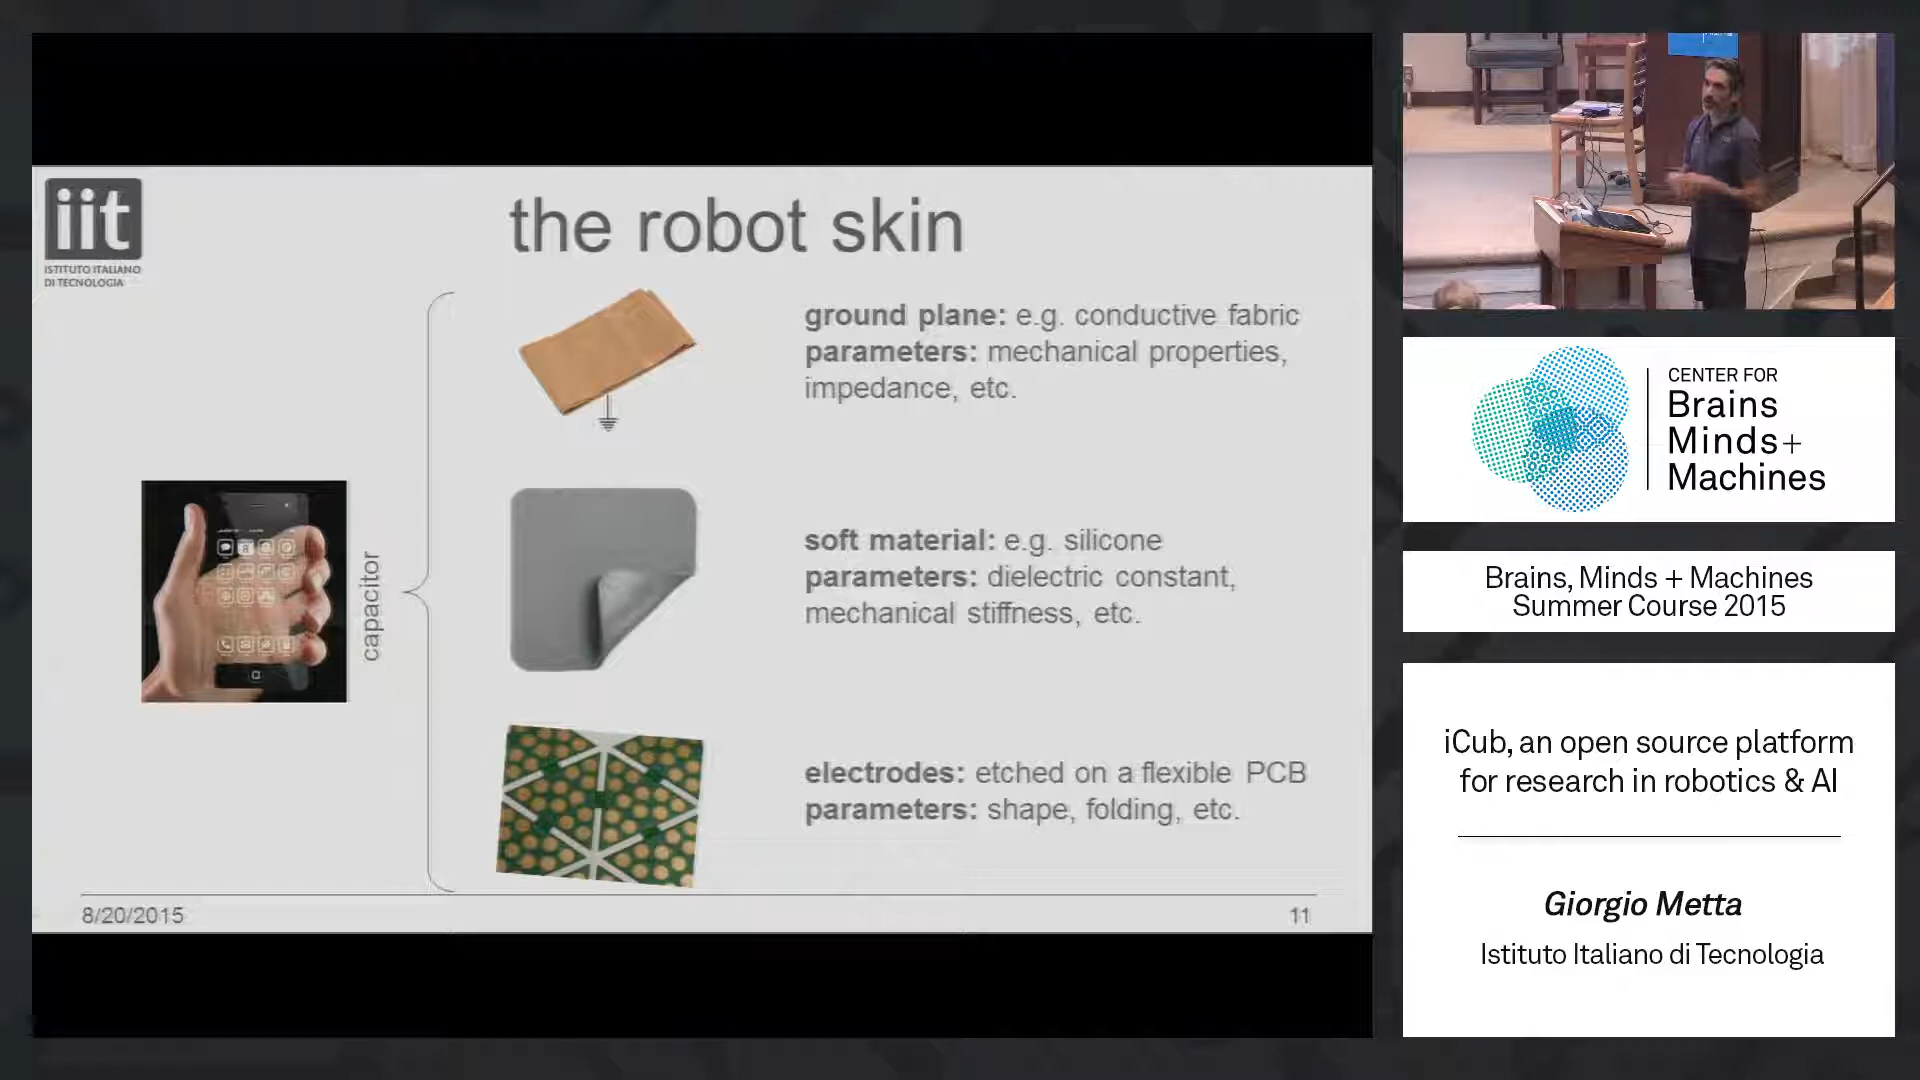 iit
ISTITUTO ITALIANO
DI TECNOLOGIA
the robot skin
ground plane: e.g. conductive fabric
parameters: mechanical properties,
impedance, etc.
capacitor
soft material: e.g. silicone
parameters: dielectric constant,
mechanical stiffness, etc.
electrodes: etched on a flexible PCB
parameters: shape, folding, etc.
8/20/2015
11
CENTER FOR
Brains
Minds+
Machines
Brains, Minds + Machines
Summer Course 2015
iCub, an open source platform
for research in robotics & AI
Giorgio Metta
Istituto Italiano di Tecnologia